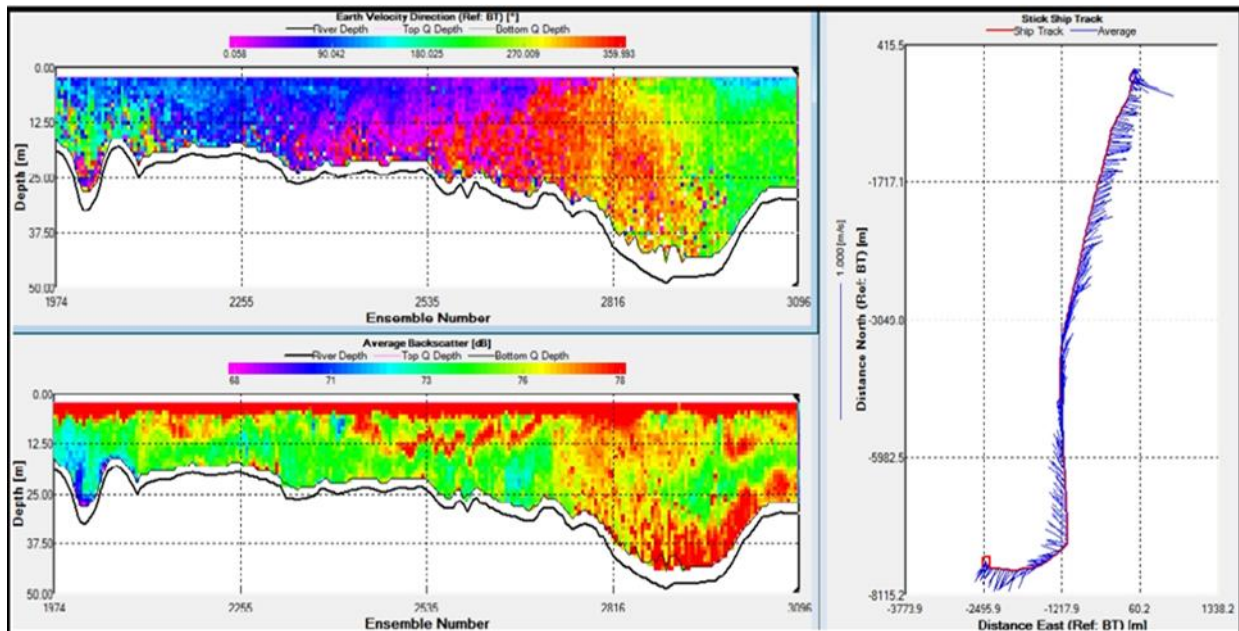 Earth Velocity Direction (Ref: BT) [°]
River Depth Top Q Depth Bottom Q Depth
0.058 90.042 180.025 270.009 359.993
0.00
12.50
25.00
37.50
50.00
Depth [m]
1974 2255 2535 2816 3096
Ensemble Number
Average Backscatter [dB]
River Depth Top Q Depth Bottom Q Depth
68 71 73 76 78
0.00
12.50
25.00
37.50
50.00
Depth [m]
1974 2255 2535 2816 3096
Ensemble Number
Stick Ship Track
Ship Track Average
415.5
-1717.1
-3049.0
-5982.5
-8115.2
1.000 [m/s]
Distance North (Ref: BT) [m]
-3773.9 -2495.9 -1217.9 60.2 1338.2
Distance East (Ref: BT) [m]